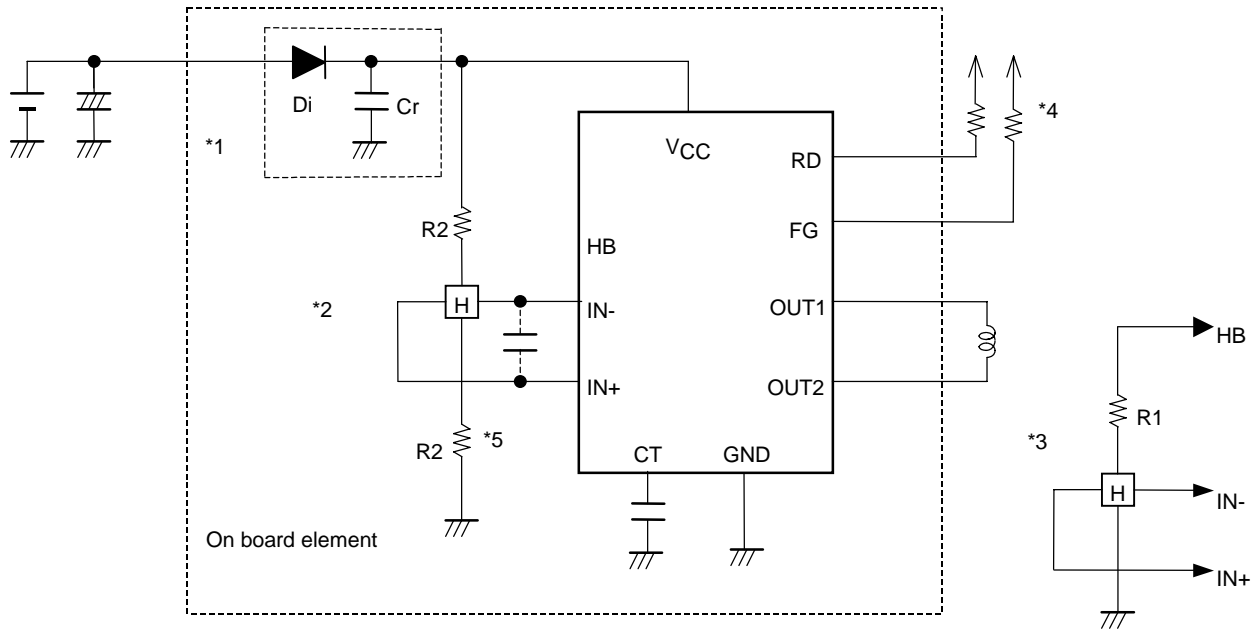 Di
Cr
*1
*4
VCC
RD
R2
FG
HB
*2
H
IN-
OUT1
HB
IN+
OUT2
R1
R2
*5
CT
GND
*3
H
IN-
On board element
IN+